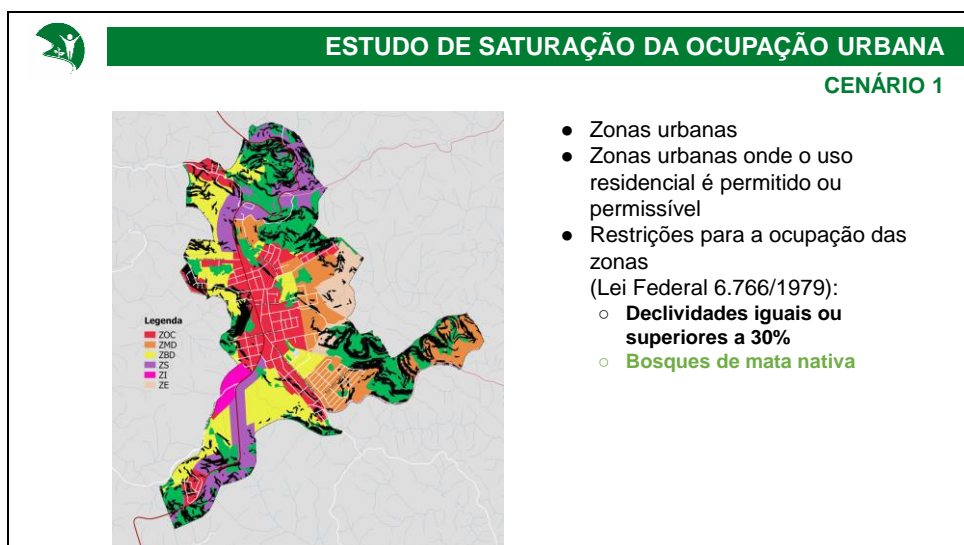 ESTUDO DE SATURAÇÃO DA OCUPAÇÃO URBANA
CENÁRIO 1
Legenda
ZOC
ZMD
ZBD
ZS
ZI
ZE
● Zonas urbanas
● Zonas urbanas onde o uso
residencial é permitido ou
permissível
● Restrições para a ocupação das
zonas
(Lei Federal 6.766/1979):
○ Declividades iguais ou
superiores a 30%
○ Bosques de mata nativa